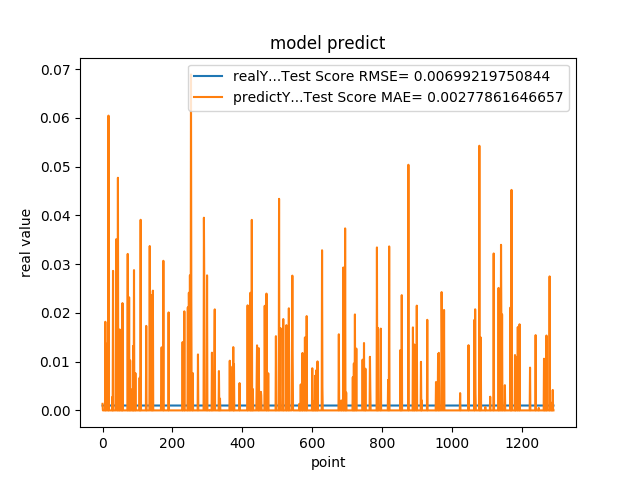 model predict
realY...Test Score RMSE= 0.00699219750844
predictY...Test Score MAE= 0.00277861646657
0.07
0.06
0.05
0.04
0.03
0.02
0.01
0.00
real value
0 200 400 600 800 1000 1200
point